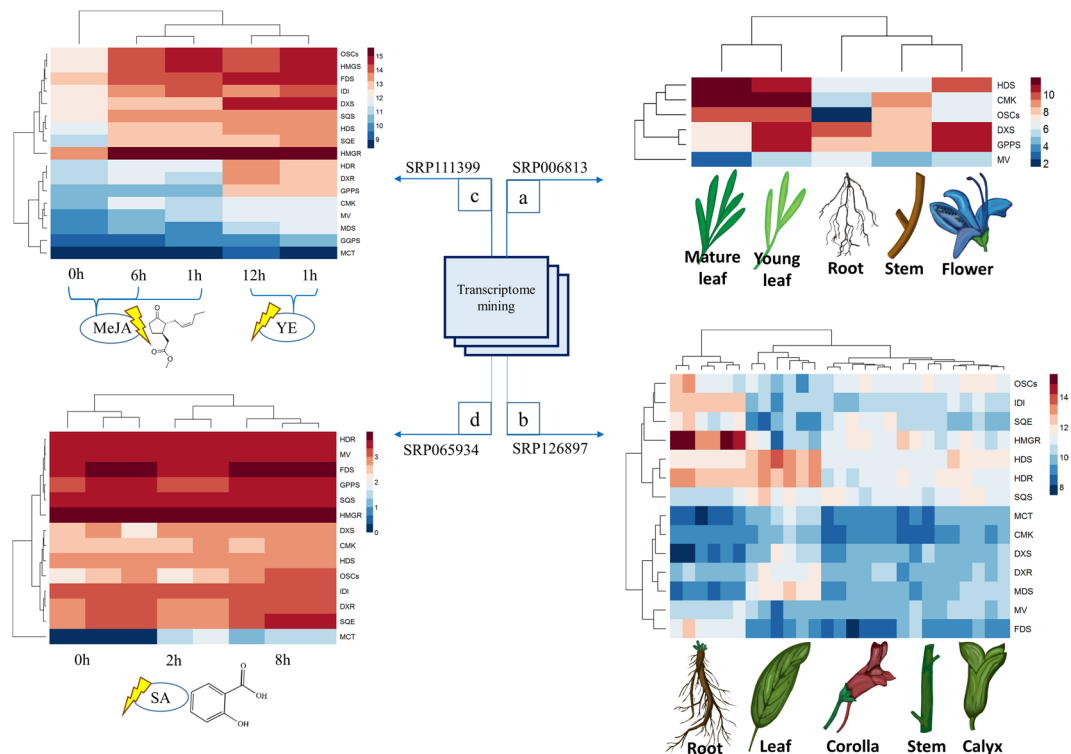 OSCs
HMGS
FDS
IDI
DXS
SQS
HDS
SQE
HMGR
HDR
DXR
GPPS
CMK
MV
MDS
GGPS
MCT
15
14
13
12
11
10
9
0h 6h 1h 12h 1h
MeJA
YE
SRP111399
c
SRP006813
a
Transcriptome
mining
d
SRP065934
b
SRP126897
HDS
CMK
OSCs
DXS
GPPS
MV
10
8
6
4
2
Mature
leaf
Young
leaf
Root
Stem
Flower
HDR
MV
FDS
GPPS
SQS
HMGR
DXS
CMK
HDS
OSCs
IDI
DXR
SQE
MCT
3
2
1
0
0h 2h 8h
SA
O
OH
OH
OSCs
IDI
SQE
HMGR
HDS
HDR
SQS
MCT
CMK
DXS
DXR
MDS
MV
FDS
14
12
10
8
Root
Leaf
Corolla
Stem
Calyx